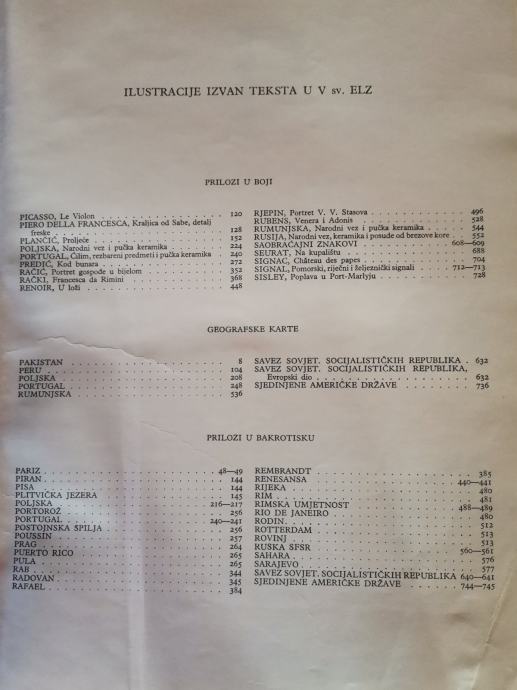 ILUSTRACIJE IZVAN TEKSTA U V sv. ELZ
PRILOZI U BOJI
PICASSO, Le Violon . . . . . . . . 120
PIERO DELLA FRANCESCA, Kraljica od Sabe, detalj
freske . . . . . . . . 128
PLANČIĆ, Proljeće . . . . . . . . 152
POLJSKA, Narodni vez i pučka keramika . . . . . . . . 224
PORTUGAL, Ćilim, rezbareni predmeti i pučka keramika 240
PREDIĆ, Kod bunara . . . . . . . . 272
RAČIĆ, Portret gospođe u bijelom . . . . . . . . 352
RAČKI, Francesca da Rimini . . . . . . . . 368
RENOIR, U loži . . . . . . . . 448
RJEPIN, Portret V. V. Stasova . . . . . . . . 496
RUBENS, Venera i Adonis . . . . . . . . 528
RUMUNJSKA, Narodni vez i pučka keramika . . . . 544
RUSIJA, Narodni vez, keramika i posuđe od brezove kore . . 552
SAOBRAĆAJNI ZNAKOVI . . . . . . . . 608—609
SEURAT, Na kupalištu . . . . . . . . 688
SIGNAC, Château des papes . . . . . . . . 704
SIGNAL, Pomorski, riječni i željeznički signali . . . . 712—713
SISLEY, Poplava u Port-Marlyju . . . . . . . . 728
GEOGRAFSKE KARTE
PAKISTAN . . . . . . . . 8
PERU . . . . . . . . 104
POLJSKA . . . . . . . . 208
PORTUGAL . . . . . . . . 248
RUMUNJSKA . . . . . . . . 536
SAVEZ SOVJET. SOCIJALISTIČKIH REPUBLIKA . 632
SAVEZ SOVJET. SOCIJALISTIČKIH REPUBLIKA,
Evropski dio . . . . . . . . 632
SJEDINJENE AMERIČKE DRŽAVE . . . . . . . . 736
PRILOZI U BAKROTISKU
PARIZ . . . . . . . . 48—49
PIRAN . . . . . . . . 144
PISA . . . . . . . . 144
PLITVIČKA JEZERA . . . . . . . . 145
POLJSKA . . . . . . . . 216—217
PORTOROŽ . . . . . . . . 256
PORTUGAL . . . . . . . . 240—241
POSTOJNSKA SPILJA . . . . . . . . 256
POUSSIN . . . . . . . . 257
PRAG . . . . . . . . 264
PUERTO RICO . . . . . . . . 265
PULA . . . . . . . . 265
RAB . . . . . . . . 344
RADOVAN . . . . . . . . 345
RAFAEL . . . . . . . . 384
REMBRANDT . . . . . . . . 385
RENESANSA . . . . . . . . 440—441
RIJEKA . . . . . . . . 480
RIM . . . . . . . . 481
RIMSKA UMJETNOST . . . . . . . . 488—489
RIO DE JANEIRO . . . . . . . . 480
RODIN . . . . . . . . 512
ROTTERDAM . . . . . . . . 513
ROVINJ . . . . . . . . 513
RUSKA SFSR . . . . . . . . 560—561
SAHARA . . . . . . . . 576
SARAJEVO . . . . . . . . 577
SAVEZ SOVJET. SOCIJALISTIČKIH REPUBLIKA 640—641
SJEDINJENE AMERIČKE DRŽAVE . . . . . . . . 744—745